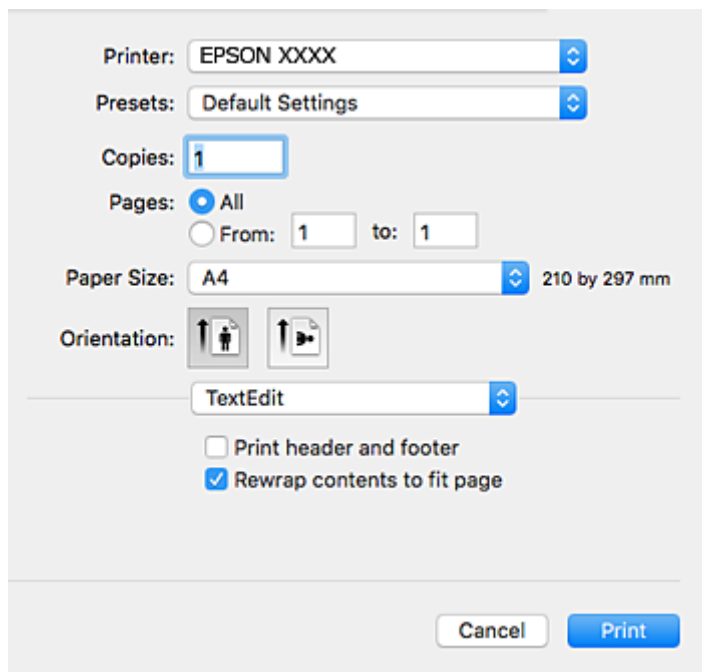 Printer: EPSON XXXX
Presets: Default Settings
Copies: 1
Pages: All
From: 1 to: 1
Paper Size: A4 210 by 297 mm
Orientation:
TextEdit
Print header and footer
Rewrap contents to fit page
Cancel Print